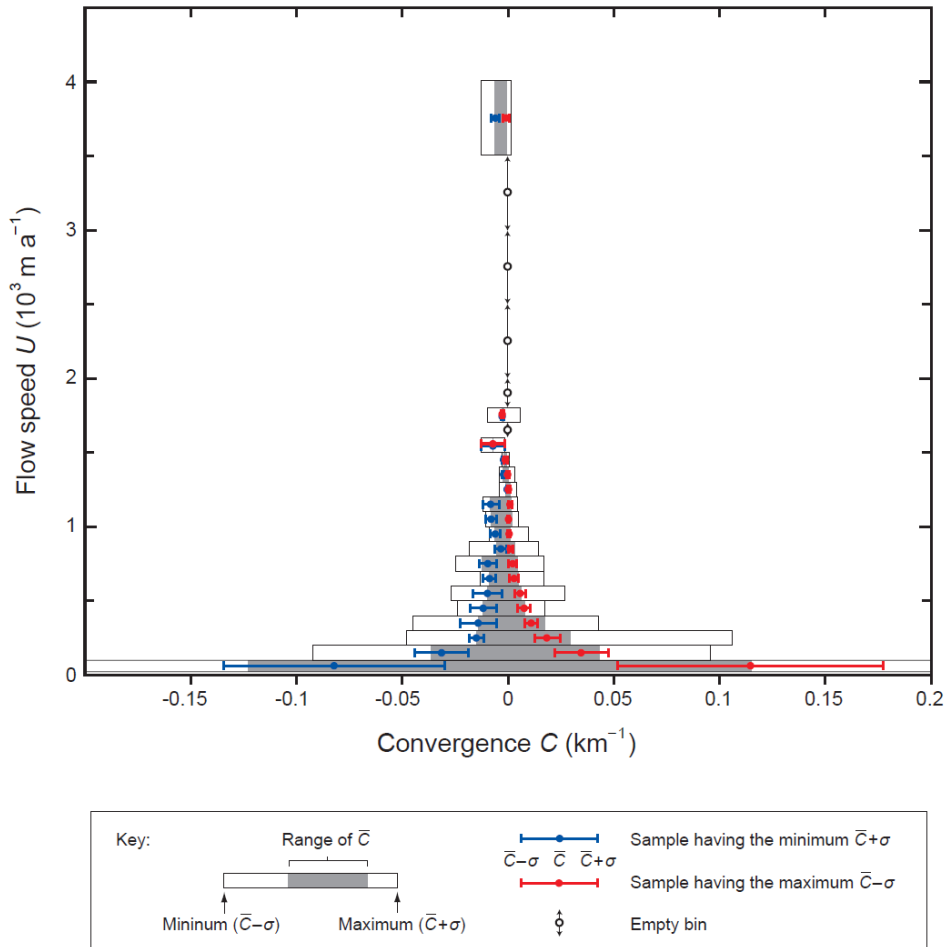 4
3
2
1
0
Flow speed U (10³ m a⁻¹)
-0.15
-0.1
-0.05
0
0.05
0.1
0.15
0.2
Convergence C (km⁻¹)
Key:
Range of C̅
Mininum (C̅−σ)
Maximum (C̅+σ)
C̅−σ C̅ C̅+σ
Sample having the minimum C̅+σ
Sample having the maximum C̅−σ
Empty bin